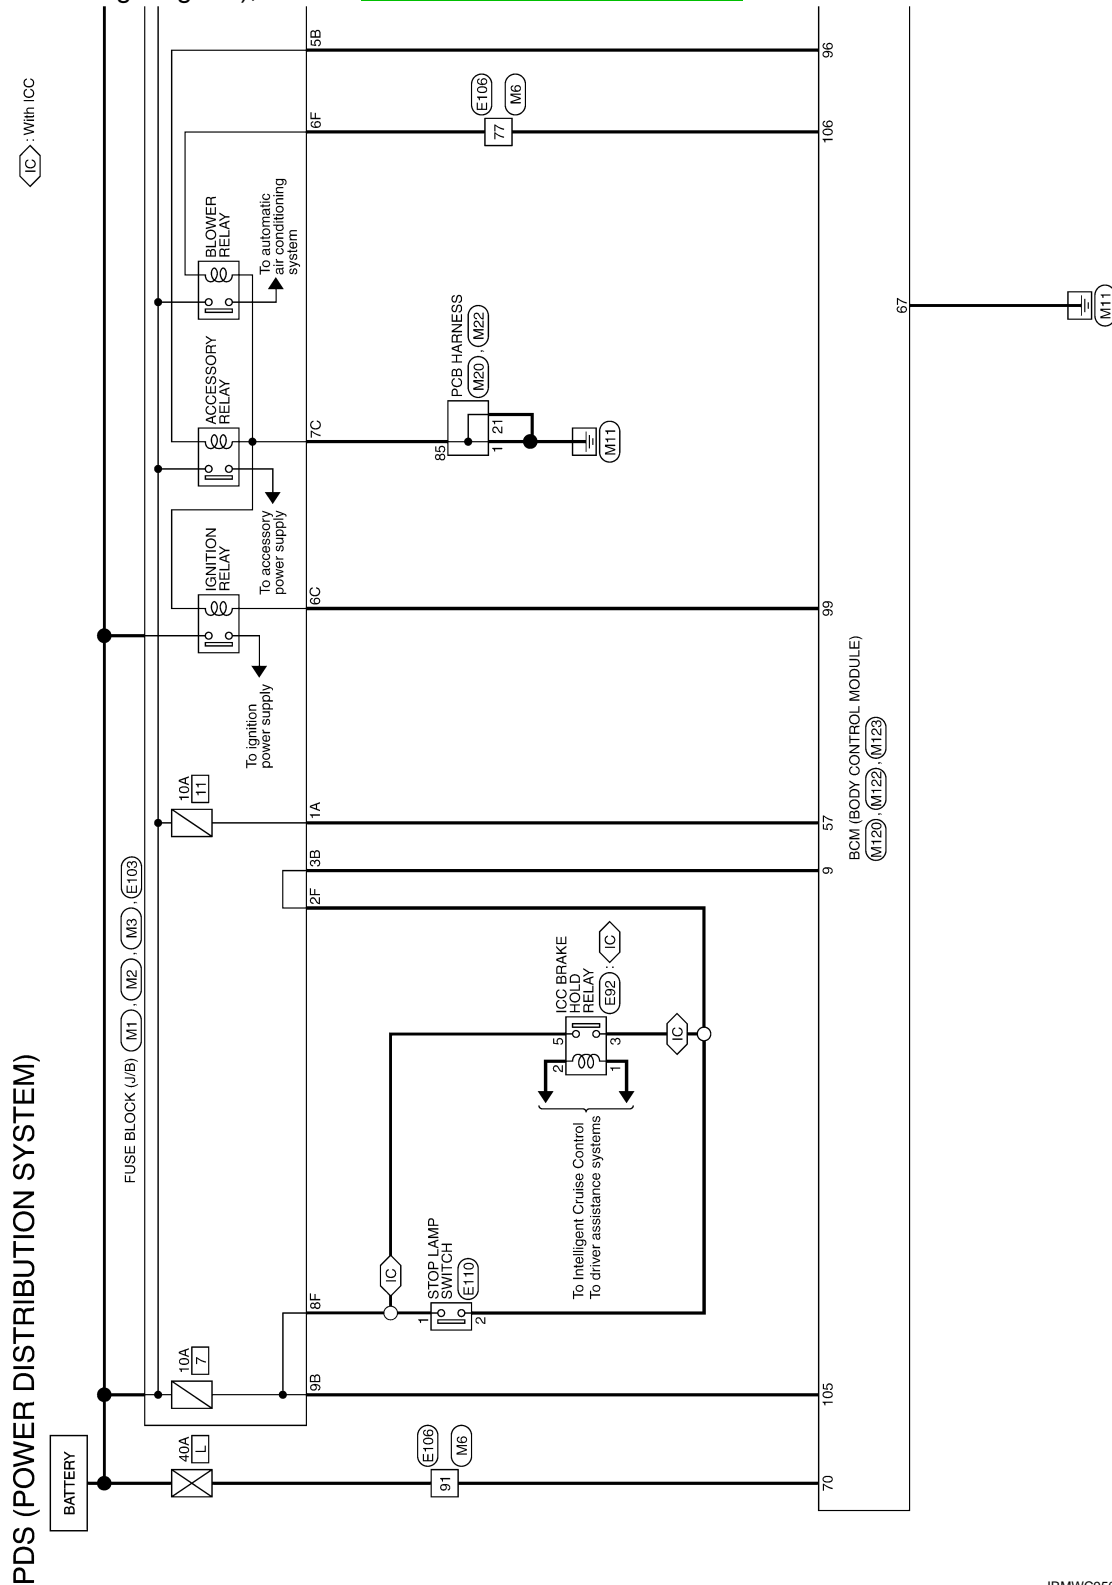 PDS (POWER DISTRIBUTION SYSTEM)
IC : With ICC
BATTERY
40A
L
10A
7
FUSE BLOCK (J/B) M1 , M2 , M3 , E103
10A
11
To ignition
power supply
IGNITION
RELAY
To accessory
power supply
ACCESSORY
RELAY
BLOWER
RELAY
To automatic
air conditioning
system
9B
8F
2F
3B
1A
6C
7C
6F
5B
E106
91
M6
IC
1
2
STOP LAMP
SWITCH
E110
To Intelligent Cruise Control
To driver assistance systems
2
5
1
3
ICC BRAKE
HOLD
RELAY
E92 : IC
IC
85
1
21
PCB HARNESS
M20 , M22
M11
E106
77
M6
70
105
9
57
99
106
96
BCM (BODY CONTROL MODULE)
M120 , M122 , M123
67
M11